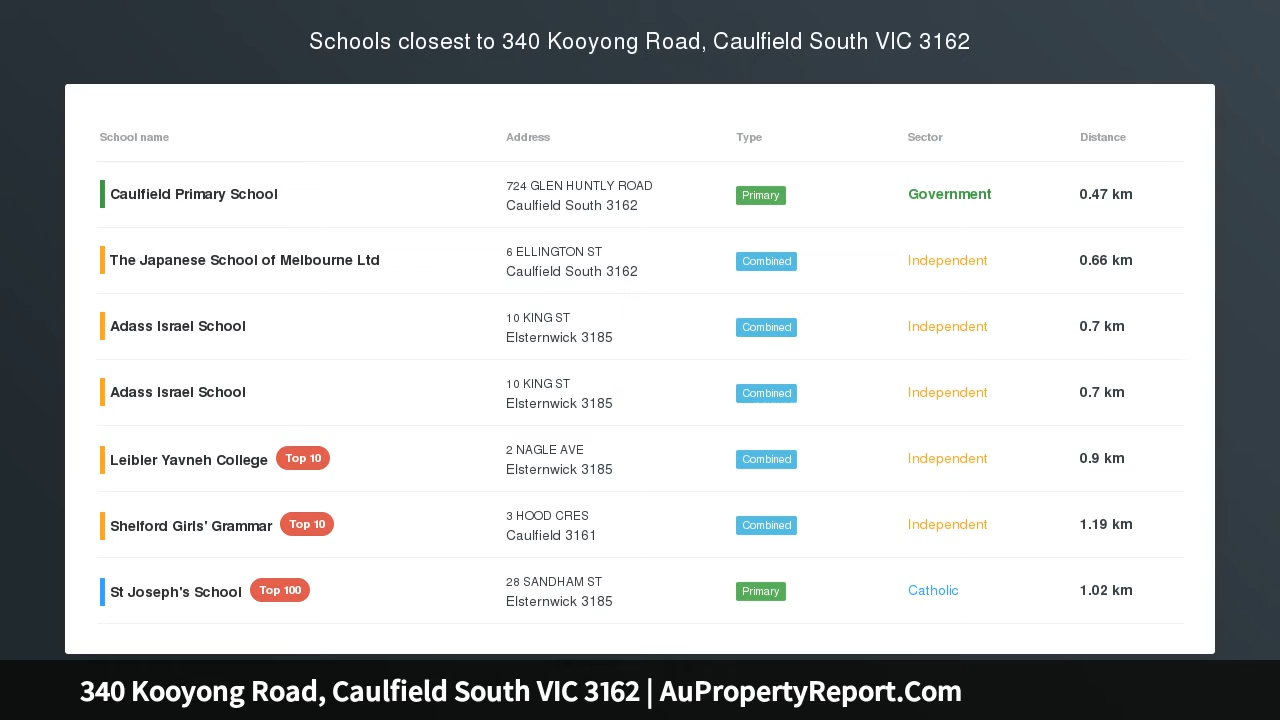 Schools closest to 340 Kooyong Road, Caulfield South VIC 3162
School name Address Type Sector Distance
Caulfield Primary School 724 GLEN HUNTLY ROAD Caulfield South 3162 Primary Government 0.47 km
The Japanese School of Melbourne Ltd 6 ELLINGTON ST Caulfield South 3162 Combined Independent 0.66 km
Adass Israel School 10 KING ST Elsternwick 3185 Combined Independent 0.7 km
Adass Israel School 10 KING ST Elsternwick 3185 Combined Independent 0.7 km
Leibler Yavneh College Top 10 2 NAGLE AVE Elsternwick 3185 Combined Independent 0.9 km
Shelford Girls' Grammar Top 10 3 HOOD CRES Caulfield 3161 Combined Independent 1.19 km
St Joseph's School Top 100 28 SANDHAM ST Elsternwick 3185 Primary Catholic 1.02 km
340 Kooyong Road, Caulfield South VIC 3162 | AuPropertyReport.Com